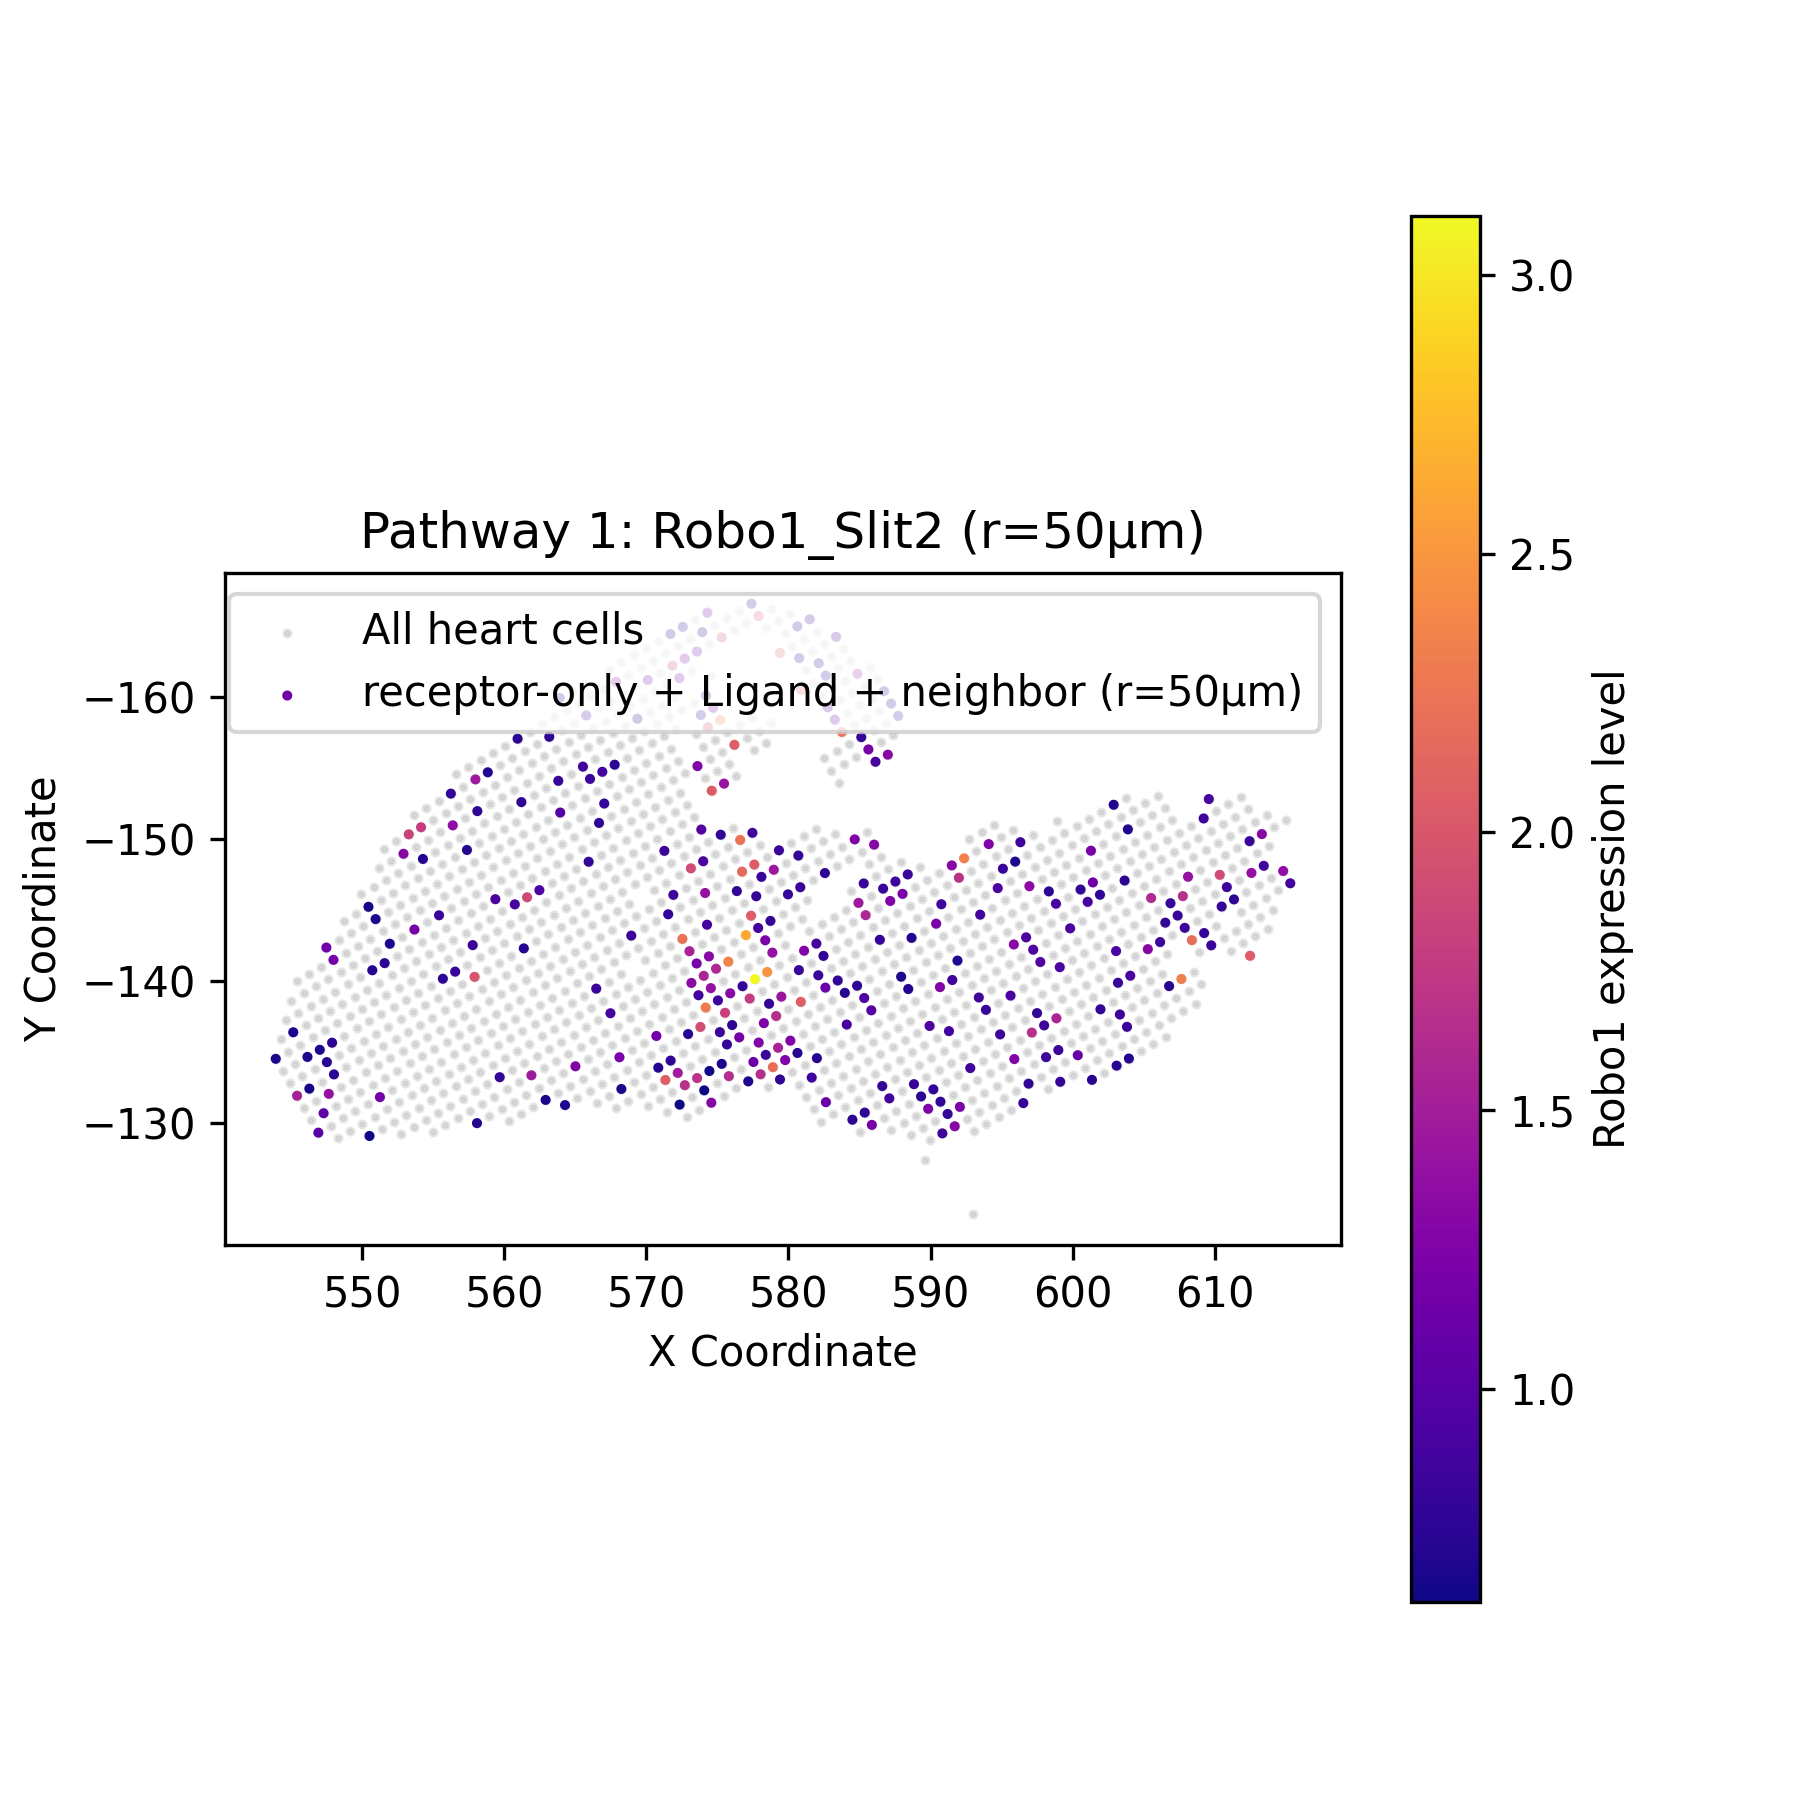 Pathway 1: Robo1_Slit2 (r=50μm)
All heart cells
receptor-only + Ligand + neighbor (r=50μm)
−160
−150
−140
−130
Y Coordinate
550 560 570 580 590 600 610
X Coordinate
3.0
2.5
2.0
1.5
1.0
Robo1 expression level